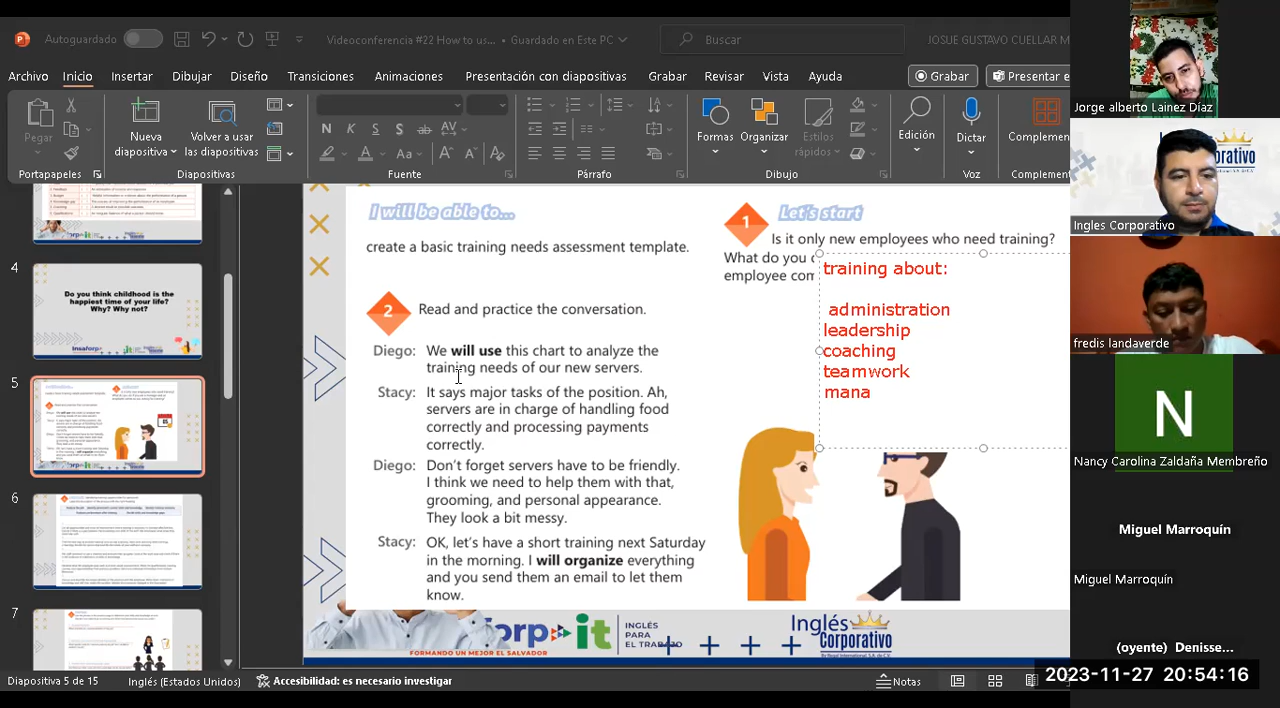 Autoguardado
Videoconferencia #22 How to us... • Guardado en Este PC
Buscar
JOSUE GUSTAVO CUELLAR M
Archivo Inicio Insertar Dibujar Diseño Transiciones Animaciones Presentación con diapositivas Grabar Revisar Vista Ayuda
Grabar
Presentar e
Pegar
Nueva diapositiva
Volver a usar las diapositivas
Formas
Organizar
Estilos rápidos
Edición
Dictar
Complemen
Portapapeles
Diapositivas
Fuente
Párrafo
Dibujo
Voz
Complemen
4
Do you think childhood is the
happiest time of your life?
Why? Why not?
5
6
7
I will be able to...
create a basic training needs assessment template.
2
Read and practice the conversation.
Diego: We will use this chart to analyze the
training needs of our new servers.
Stacy: It says major tasks of the position. Ah,
servers are in charge of handling food
correctly and processing payments
correctly.
Diego: Don't forget servers have to be friendly.
I think we need to help them with that,
grooming, and personal appearance.
They look a bit messy.
Stacy: OK, let's have a short training next Saturday
in the morning. I will organize everything
and you send them an email to let them
know.
1
Let's start
Is it only new employees who need training?
What do you
employee com
training about:
administration
leadership
coaching
teamwork
mana
INGLÉS
PARA
EL TRABAJO
FORMANDO UN MEJOR EL SALVADOR
Inglés
Corporativo
Diapositiva 5 de 15
Inglés (Estados Unidos)
Accesibilidad: es necesario investigar
Notas
Jorge alberto Lainez Díaz
Ingles Corporativo
fredis landaverde
N
Nancy Carolina Zaldaña Membreño
Miguel Marroquín
Miguel Marroquín
(oyente) Denisse...
2023-11-27 20:54:16